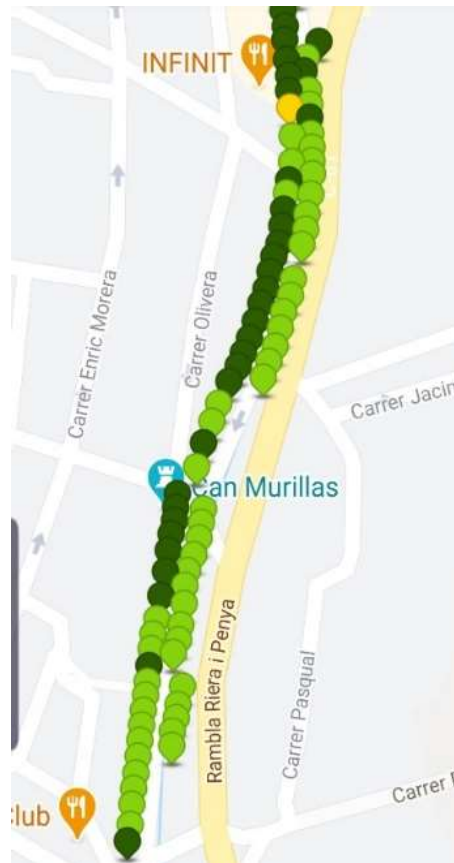 INFINIT
Carrer Enric Morera
Carrer Olivera
Carrer Jacin
Can Murillas
Rambla Riera i Penya
Carrer Pasqual
Carrer
Club